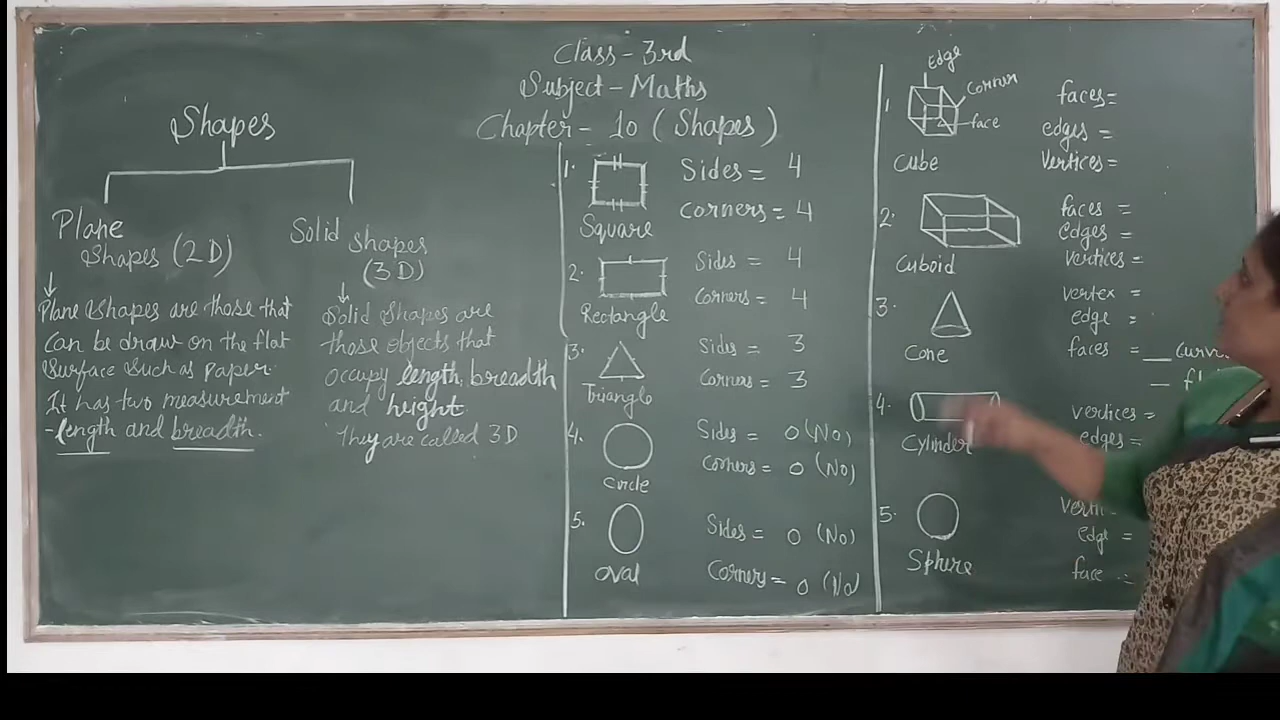 Class - 3rd
Subject - Maths
Chapter - 10 (Shapes)
Shapes
Plane
Shapes (2D)
Plane Shapes are those that
can be draw on the flat
Surface such as paper.
It has two measurement
- length and breadth.
Solid shapes
(3D)
Solid Shapes are
those objects that
occupy length, breadth
and height
They are called 3D
1.
Square
Sides = 4
Corners = 4
2.
Rectangle
Sides = 4
Corners = 4
3.
Triangle
Sides = 3
Corners = 3
4.
Circle
Sides = 0 (No)
Corners = 0 (No)
5.
Oval
Sides = 0 (No)
Corners = 0 (No)
1
Edge
Corner
face
Cube
faces =
edges =
Vertices =
2.
Cuboid
faces =
edges =
vertices =
3.
Cone
vertex =
edge =
faces =
4.
Cylinder
vertices =
edges =
5.
Sphere
edge =
face =